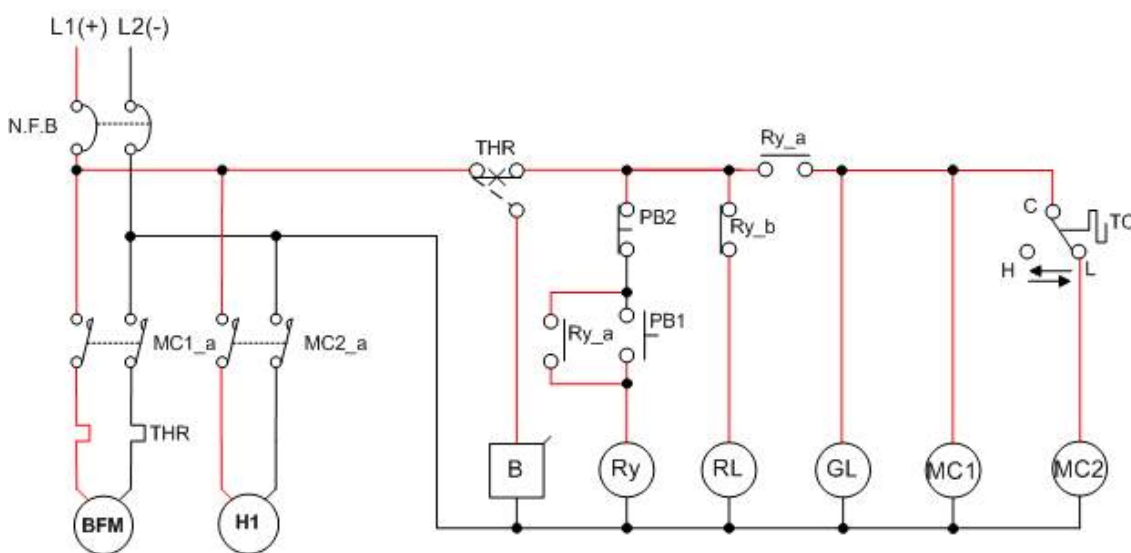 L1(+) L2(-)
N.F.B
THR
Ry_a
PB2
Ry_b
C
TC
H
L
Ry_a
PB1
MC1_a
MC2_a
THR
B
Ry
RL
GL
MC1
MC2
BFM
H1